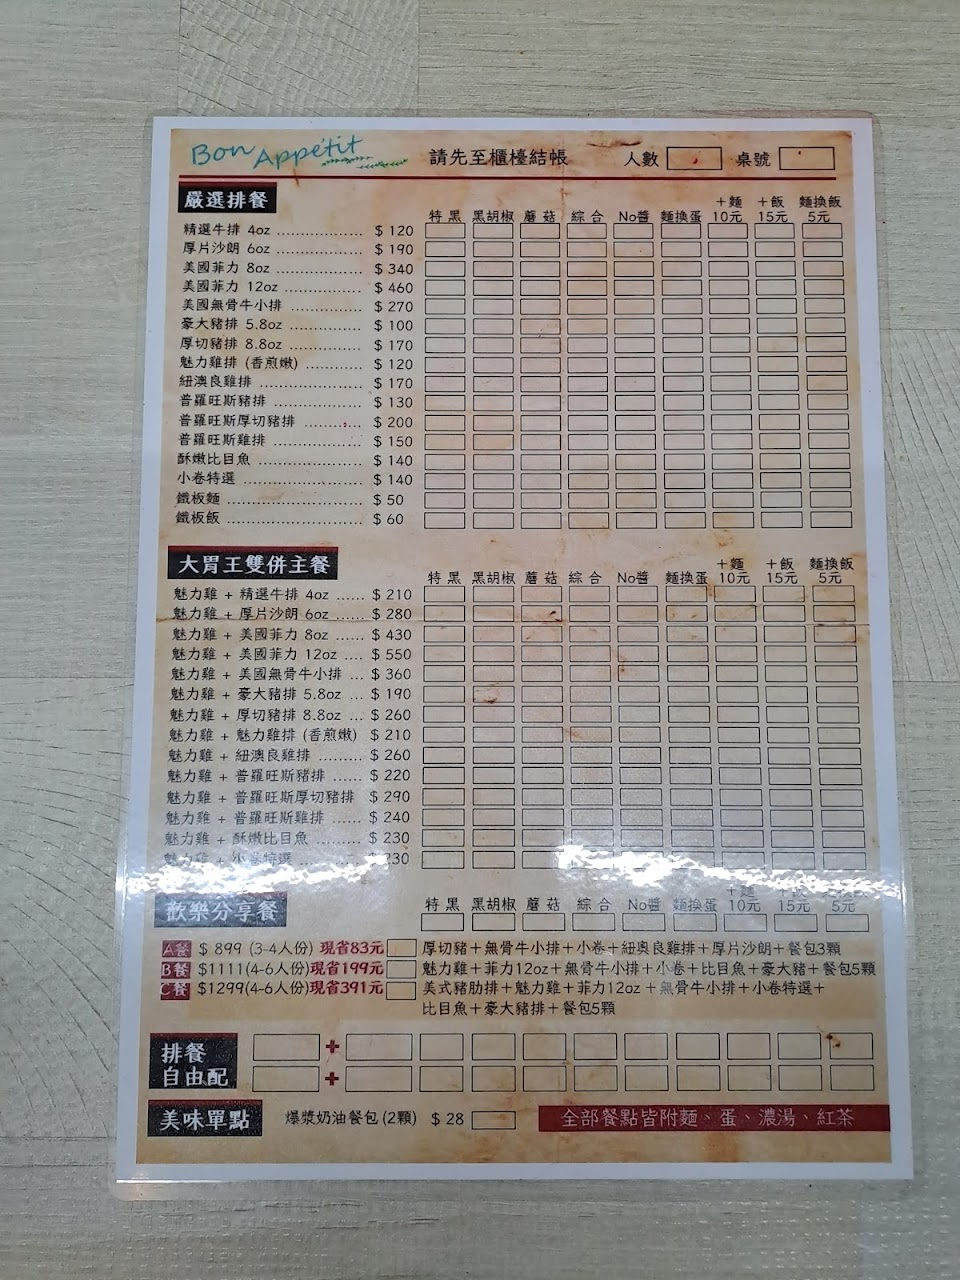 Bon Appétit 請先至櫃檯結帳 人數 桌號
嚴選排餐
特黑 黑胡椒 蘑菇 綜合 No醬 麵換蛋 +麵10元 +飯15元 麵換飯5元
精選牛排 4oz .................. $ 120
厚片沙朗 6oz .................. $ 190
美國菲力 8oz .................. $ 340
美國菲力 12oz ................ $ 460
美國無骨牛小排 ................ $ 270
豪大豬排 5.8oz ............... $ 100
厚切豬排 8.8oz ............... $ 170
魅力雞排 (香煎嫩) ............ $ 120
紐澳良雞排 ...................... $ 170
普羅旺斯豬排 ................... $ 130
普羅旺斯厚切豬排 ............ $ 200
普羅旺斯雞排 ................... $ 150
酥嫩比目魚 ...................... $ 140
小卷特選 ......................... $ 140
鐵板麵 ............................ $ 50
鐵板飯 ............................ $ 60
大胃王雙併主餐
特黑 黑胡椒 蘑菇 綜合 No醬 麵換蛋 +麵10元 +飯15元 麵換飯5元
魅力雞 + 精選牛排 4oz ...... $ 210
魅力雞 + 厚片沙朗 6oz ...... $ 280
魅力雞 + 美國菲力 8oz ...... $ 430
魅力雞 + 美國菲力 12oz .... $ 550
魅力雞 + 美國無骨牛小排 ... $ 360
魅力雞 + 豪大豬排 5.8oz ... $ 190
魅力雞 + 厚切豬排 8.8oz ... $ 260
魅力雞 + 魅力雞排 (香煎嫩) $ 210
魅力雞 + 紐澳良雞排 ......... $ 260
魅力雞 + 普羅旺斯豬排 ...... $ 220
魅力雞 + 普羅旺斯厚切豬排 $ 290
魅力雞 + 普羅旺斯雞排 ...... $ 240
魅力雞 + 酥嫩比目魚 ......... $ 230
魅力雞 + 小卷特選 ............ 230
歡樂分享餐
特黑 黑胡椒 蘑菇 綜合 No醬 麵換蛋 +麵10元 15元 5元
A餐 $ 899 (3-4人份) 現省83元 厚切豬+無骨牛小排+小卷+紐奧良雞排+厚片沙朗+餐包3顆
B餐 $1111(4-6人份)現省199元 魅力雞+菲力12oz+無骨牛小排+小卷+比目魚+豪大豬+餐包5顆
C餐 $1299(4-6人份)現省391元 美式豬肋排+魅力雞+菲力12oz+無骨牛小排+小卷特選+
比目魚+豪大豬排+餐包5顆
排餐 +
自由配 +
美味單點 爆漿奶油餐包 (2顆) $ 28 全部餐點皆附麵、蛋、濃湯、紅茶